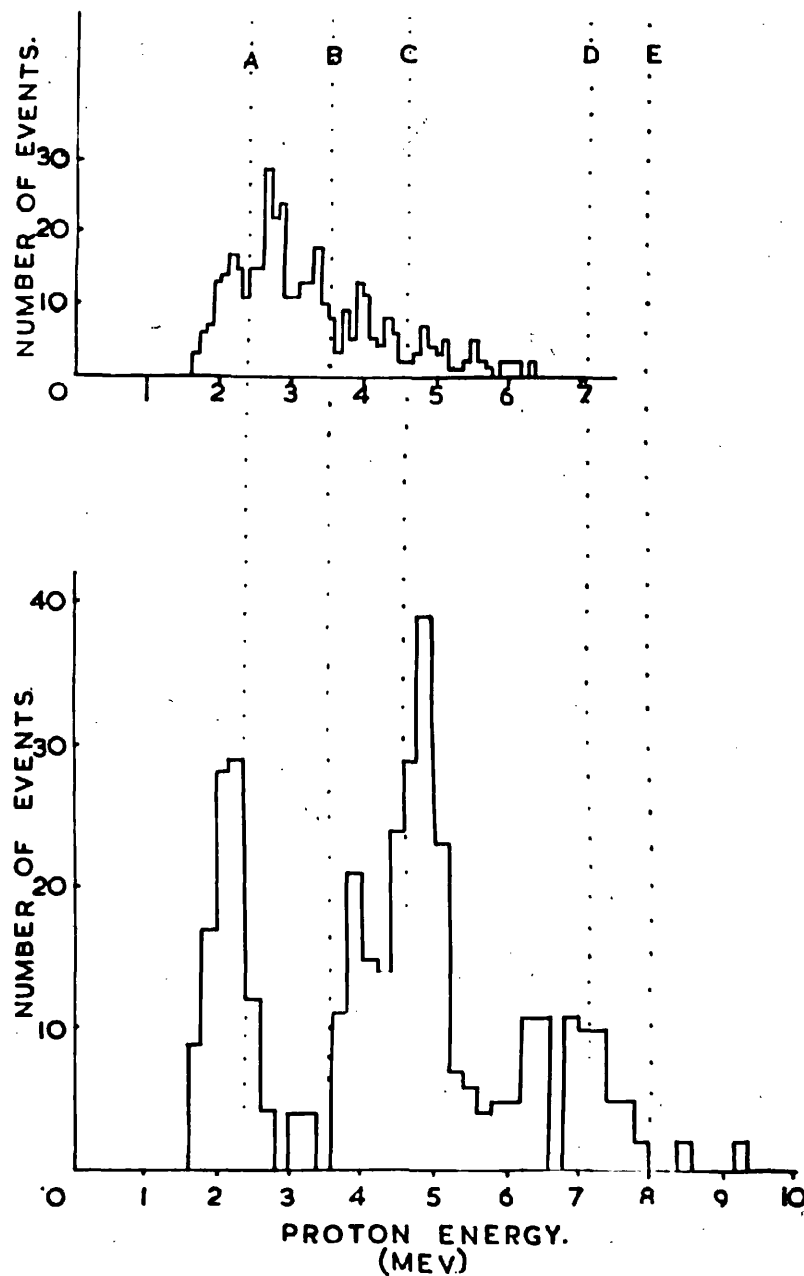 A B C D E
NUMBER OF EVENTS.
30
20
10
0 1 2 3 4 5 6 7
NUMBER OF EVENTS.
40
30
20
10
0 1 2 3 4 5 6 7 8 9 10
PROTON ENERGY.
(MEV)